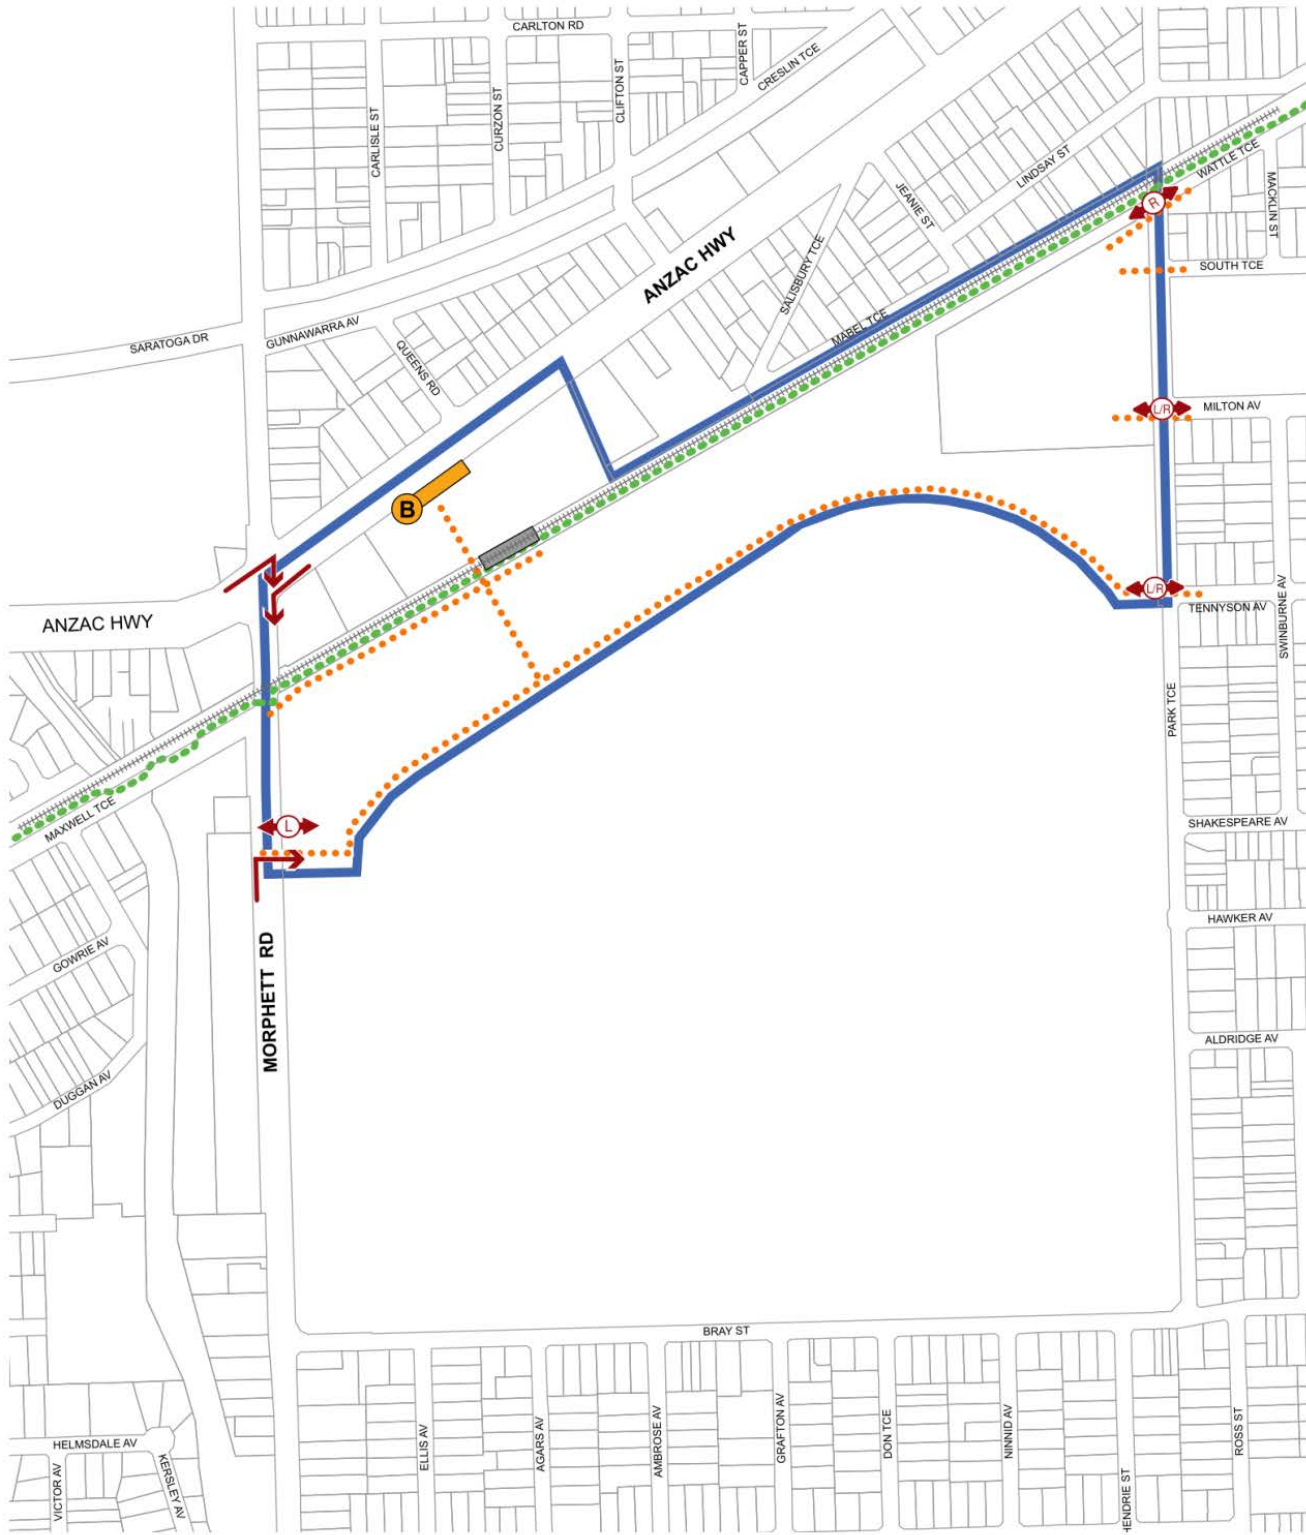 CARLTON RD
CAPPER ST
CRESLIN TCE
CLIFTON ST
CURZON ST
CARLISLE ST
LINDSAY ST
WATTLE TCE
MACKLIN ST
JEANIE ST
R
SALISBURY TCE
ANZAC HWY
SOUTH TCE
MABEL TCE
GUNNAWARRA AV
SARATOGA DR
QUEENS RD
L/R
MILTON AV
B
L/R
TENNYSON AV
SWINBURNE AV
ANZAC HWY
PARK TCE
MAXWELL TCE
L
SHAKESPEARE AV
HAWKER AV
GOWRIE AV
MORPHETT RD
ALDRIDGE AV
DUGGAN AV
BRAY ST
HELMSDALE AV
VICTOR AV
KERSLEY AV
ELLIS AV
AGARS AV
AMBROSE AV
GRAFTON AV
DON TCE
NINNID AV
HENDRIE ST
ROSS ST